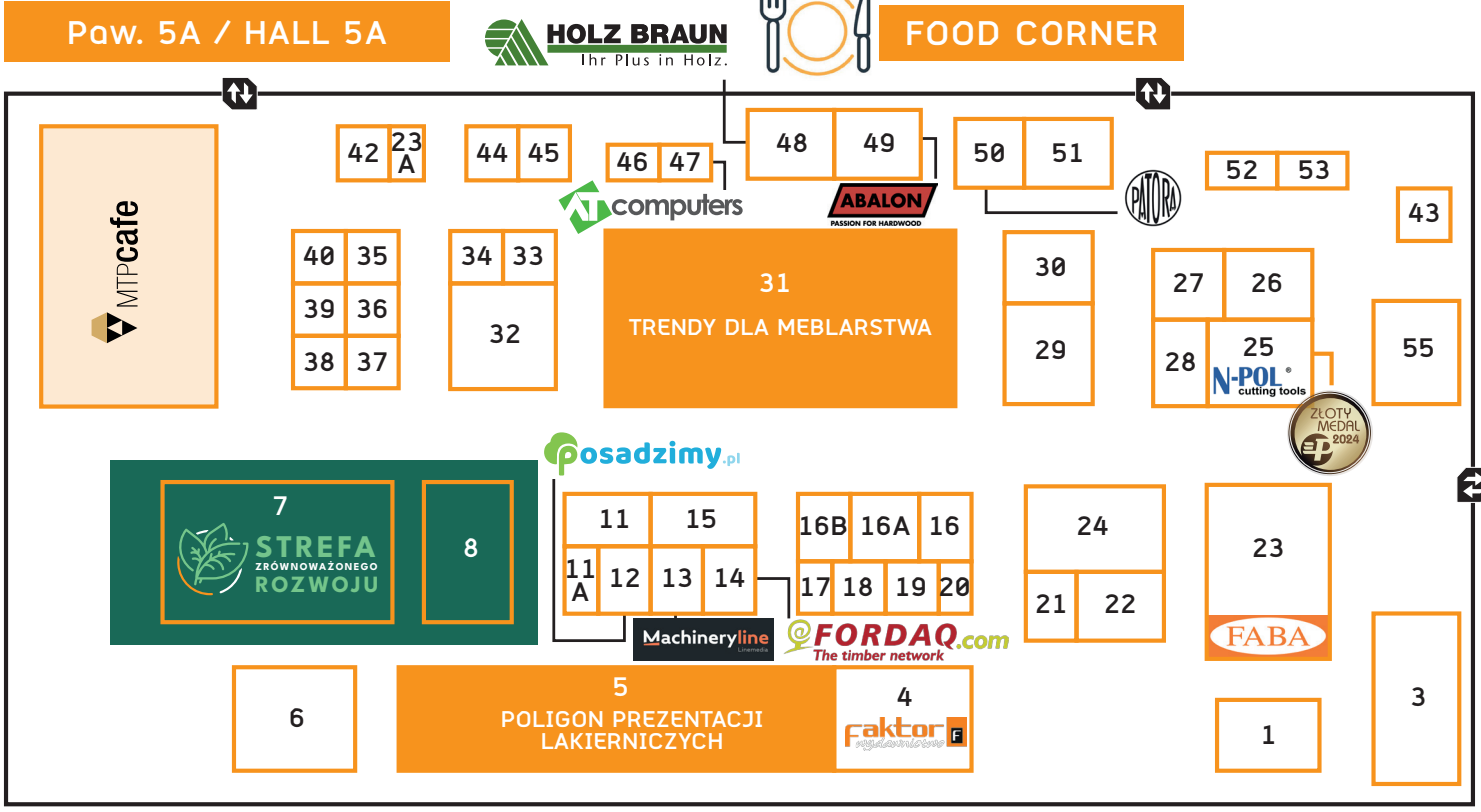 Paw. 5A / HALL 5A
HOLZ BRAUN
Ihr Plus in Holz.
FOOD CORNER
MTPcafe
42
23
A
44
45
46
47
48
49
50
51
52
53
43
AT computers
ABALON
PASSION FOR HARDWOOD
PATORA
40
35
39
36
38
37
34
33
32
31
TRENDY DLA MEBLARSTWA
30
29
27
26
28
25
N-POL ®
cutting tools
55
ZŁOTY
MEDAL
2024
posadzimy.pl
7
STREFA
ZRÓWNOWAŻONEGO
ROZWOJU
8
11
15
11
A
12
13
14
16B
16A
16
17
18
19
20
24
21
22
23
FABA
Machineryline
Linemedia
@FORDAQ.com
The timber network
6
5
POLIGON PREZENTACJI
LAKIERNICZYCH
4
Faktor F
wydawnictwo
1
3